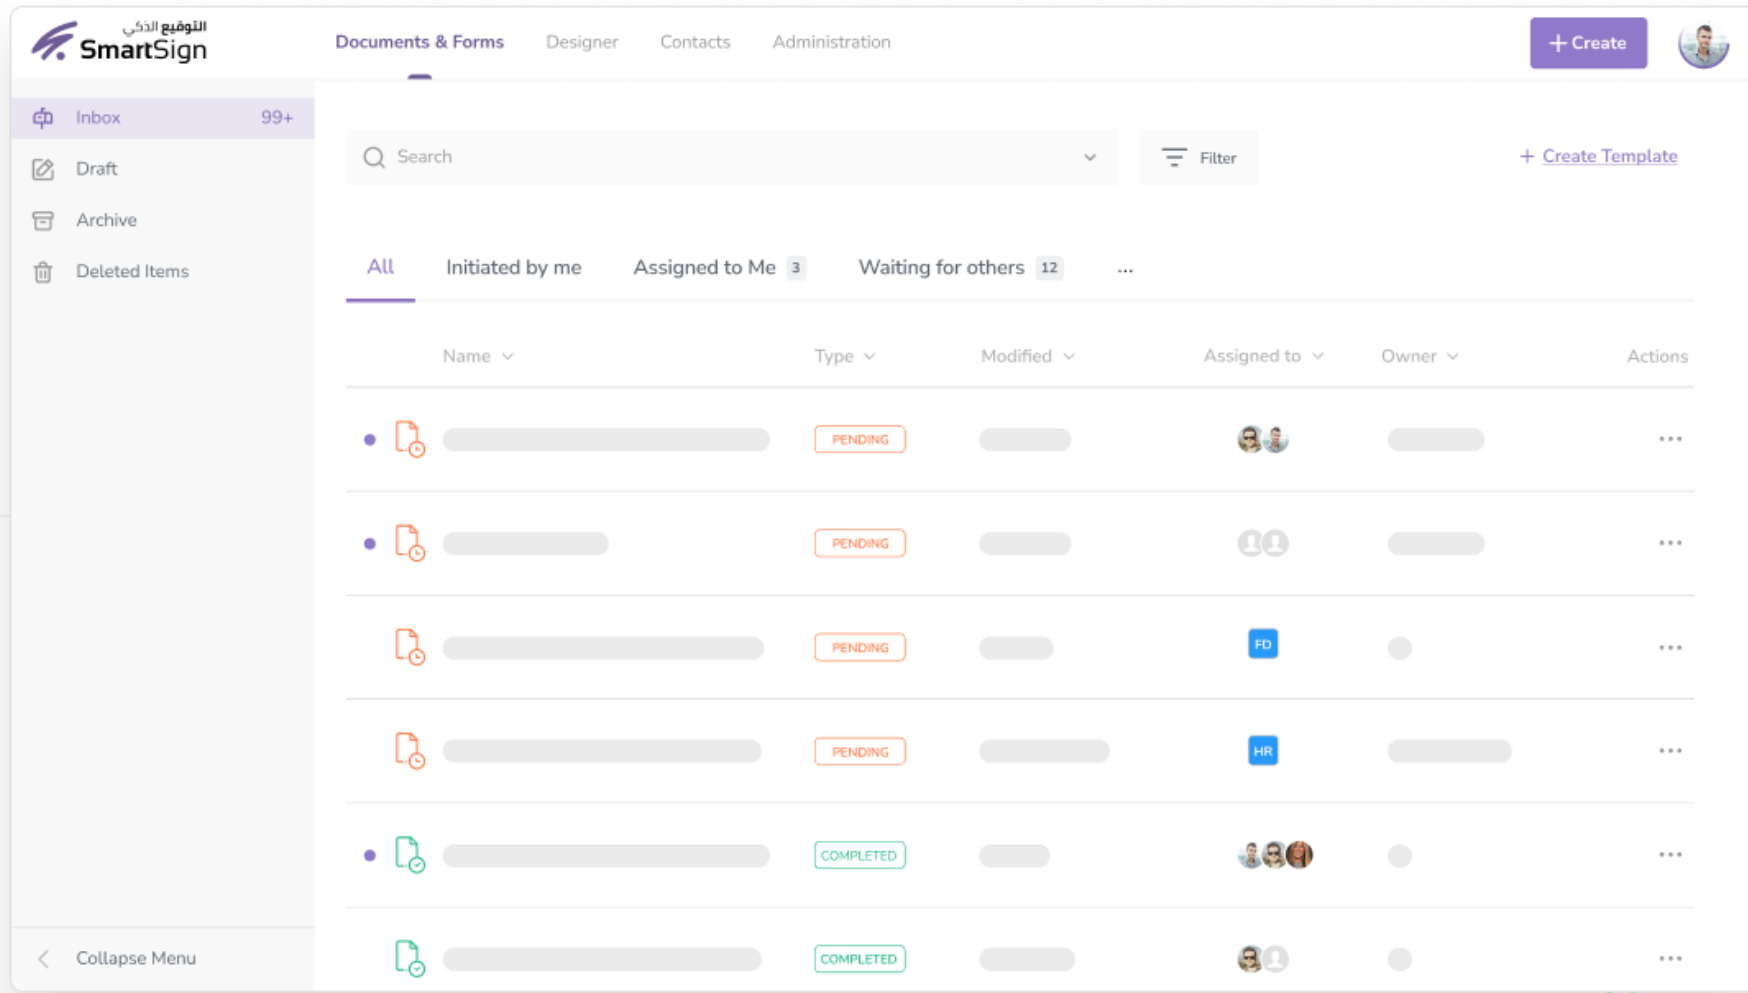 التوقيع الذكي
SmartSign
Documents & Forms
Designer
Contacts
Administration
+ Create
Inbox 99+
Draft
Archive
Deleted Items
Collapse Menu
Search
Filter
+ Create Template
All
Initiated by me
Assigned to Me 3
Waiting for others 12
...
Name
Type
Modified
Assigned to
Owner
Actions
PENDING
PENDING
PENDING
FD
PENDING
HR
COMPLETED
COMPLETED